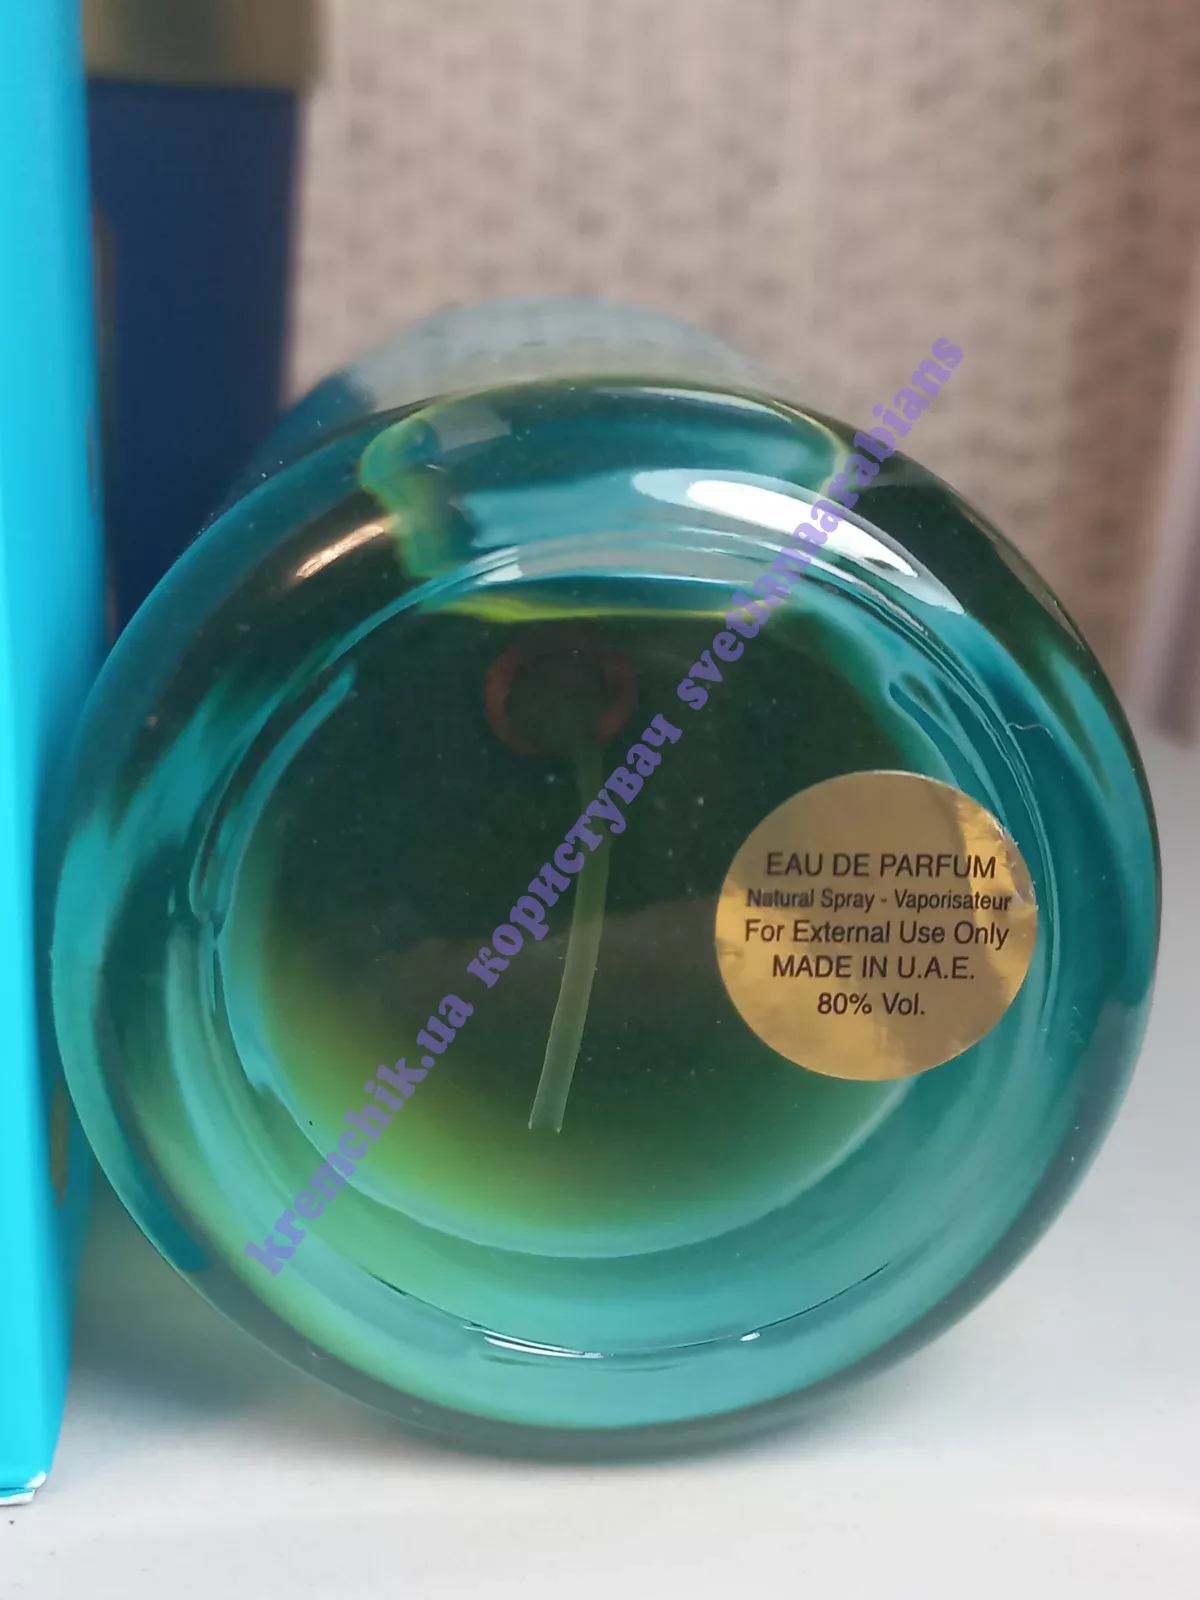 EAU DE PARFUM
Natural Spray - Vaporisateur
For External Use Only
MADE IN U.A.E.
80% Vol.
kremchik.ua користувач svetlanaarabians